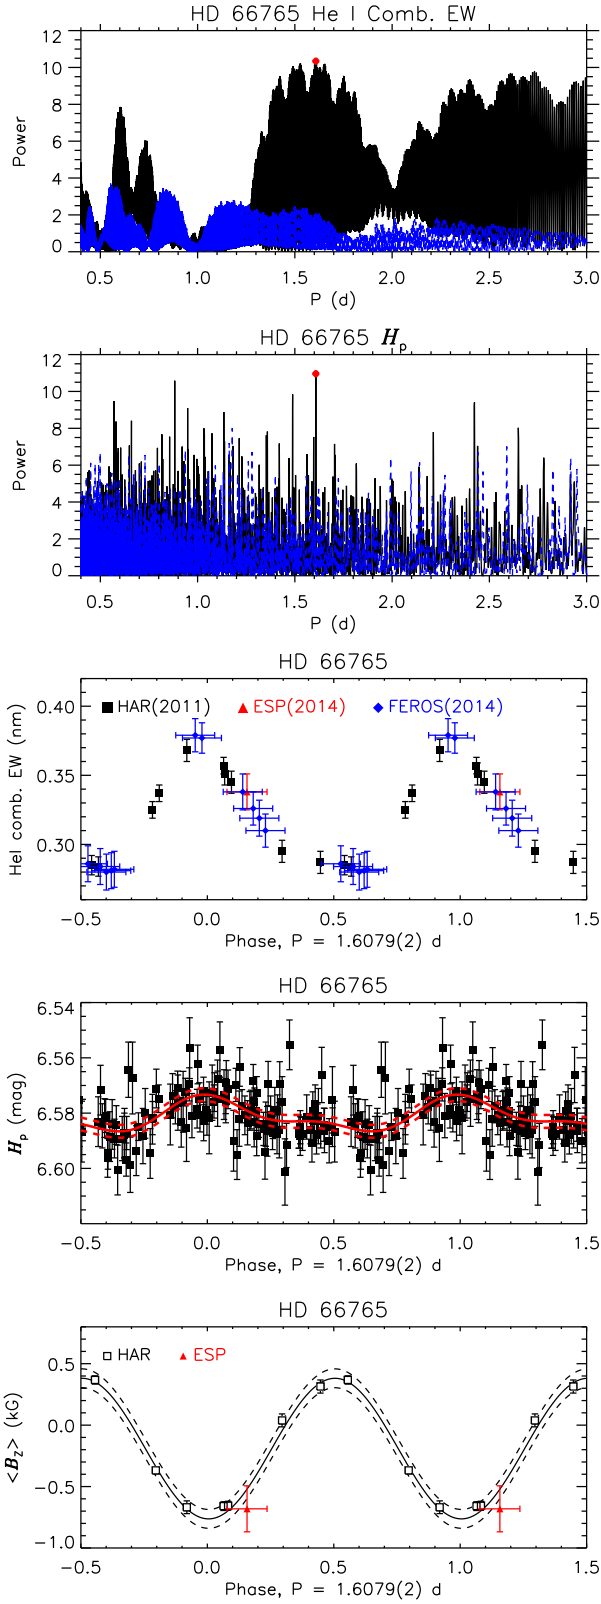 HD 66765 He I Comb. EW
12
10
8
6
4
2
0
Power
0.5 1.0 1.5 2.0 2.5 3.0
P (d)
HD 66765 Hp
12
10
8
6
4
2
0
Power
0.5 1.0 1.5 2.0 2.5 3.0
P (d)
HD 66765
HAR(2011) ESP(2014) FEROS(2014)
0.40
0.35
0.30
HeI comb. EW (nm)
−0.5 0.0 0.5 1.0 1.5
Phase, P = 1.6079(2) d
HD 66765
6.54
6.56
6.58
6.60
Hp (mag)
−0.5 0.0 0.5 1.0 1.5
Phase, P = 1.6079(2) d
HD 66765
HAR ESP
0.5
0.0
−0.5
−1.0
<Bz> (kG)
−0.5 0.0 0.5 1.0 1.5
Phase, P = 1.6079(2) d